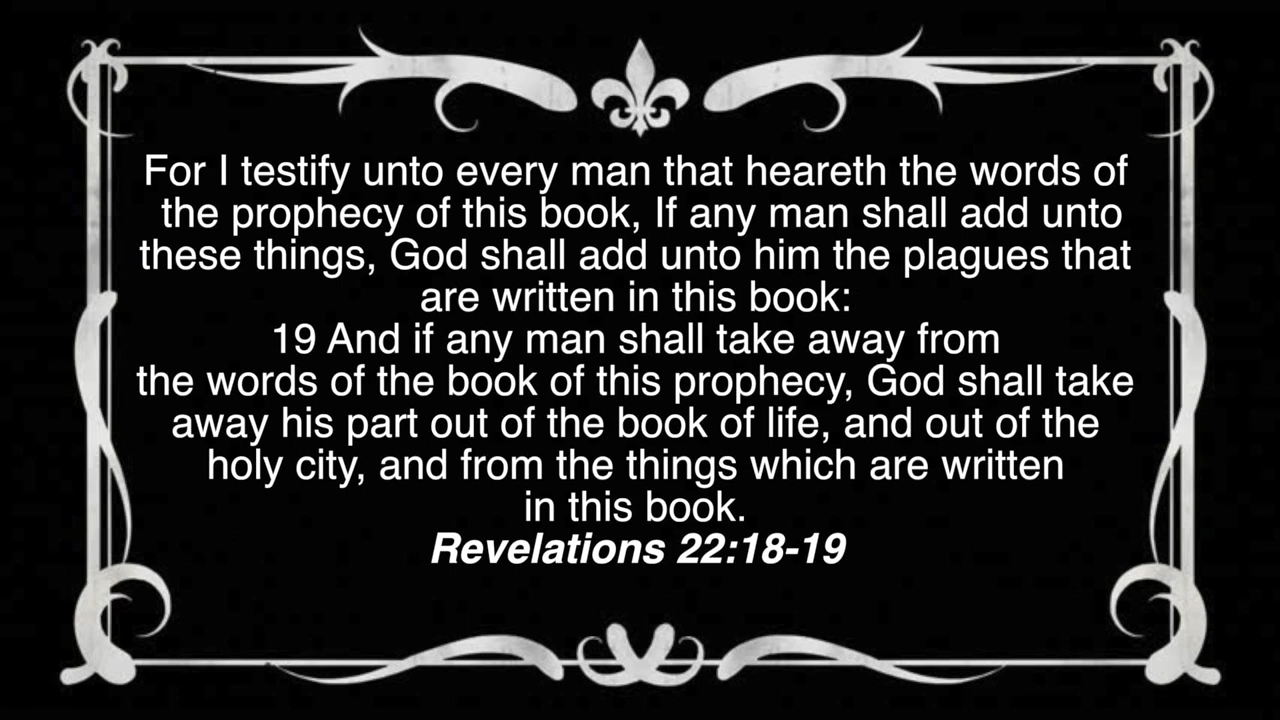 For I testify unto every man that heareth the words of
the prophecy of this book, If any man shall add unto
these things, God shall add unto him the plagues that
are written in this book:
19 And if any man shall take away from
the words of the book of this prophecy, God shall take
away his part out of the book of life, and out of the
holy city, and from the things which are written
in this book.
Revelations 22:18-19